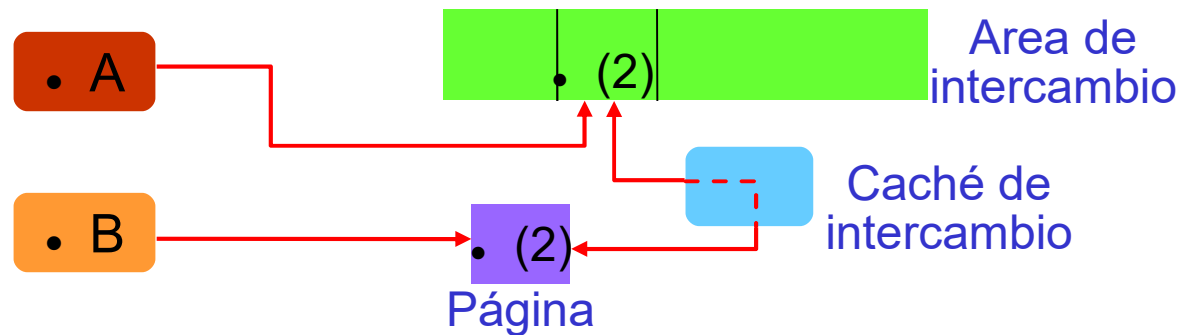 • A
• (2)
Area de
intercambio
• B
• (2)
Página
Caché de
intercambio